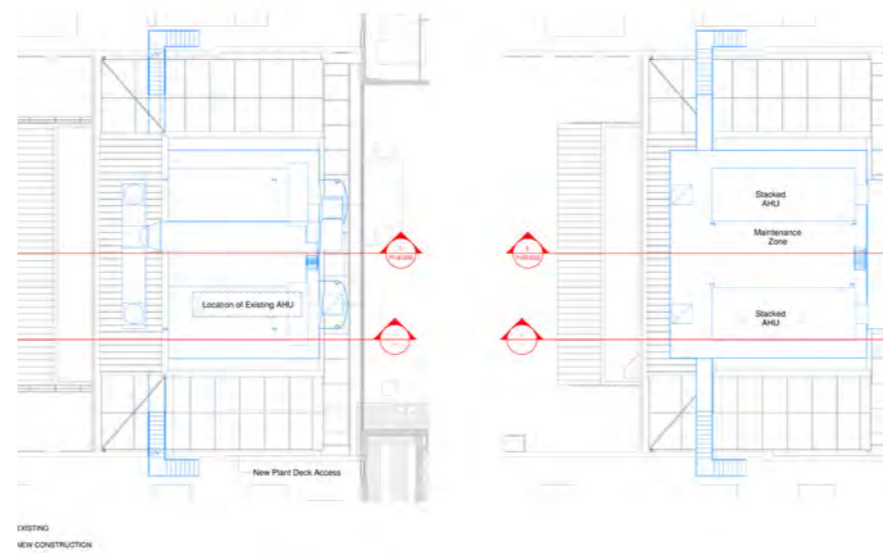 Location of Existing AHU
New Plant Deck Access
Stacked
AHU
Maintenance
Zone
Stacked
AHU
EXISTING
NEW CONSTRUCTION